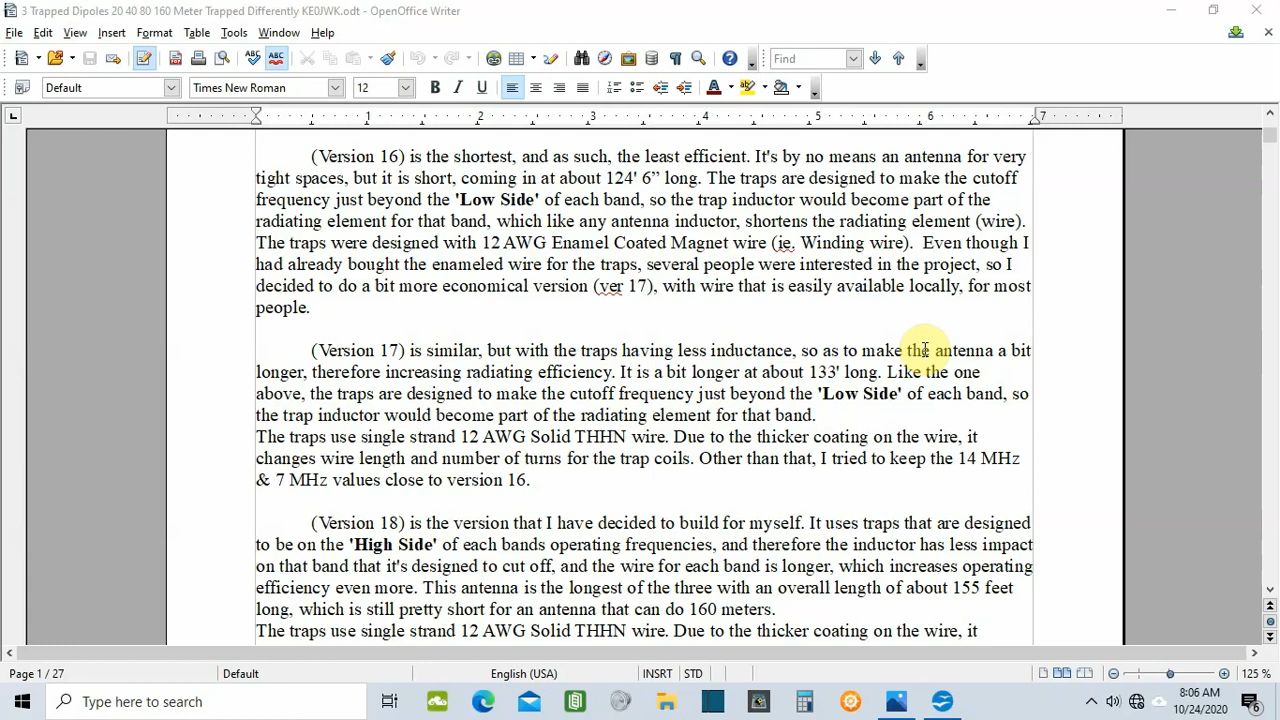 3 Trapped Dipoles 20 40 80 160 Meter Trapped Differently KE0JWK.odt - OpenOffice Writer
File Edit View Insert Format Table Tools Window Help
Find
Default Times New Roman 12
1 2 3 4 5 6 7
(Version 16) is the shortest, and as such, the least efficient. It's by no means an antenna for very
tight spaces, but it is short, coming in at about 124' 6” long. The traps are designed to make the cutoff
frequency just beyond the 'Low Side' of each band, so the trap inductor would become part of the
radiating element for that band, which like any antenna inductor, shortens the radiating element (wire).
The traps were designed with 12 AWG Enamel Coated Magnet wire (ie. Winding wire).  Even though I
had already bought the enameled wire for the traps, several people were interested in the project, so I
decided to do a bit more economical version (ver 17), with wire that is easily available locally, for most
people.
(Version 17) is similar, but with the traps having less inductance, so as to make the antenna a bit
longer, therefore increasing radiating efficiency. It is a bit longer at about 133' long. Like the one
above, the traps are designed to make the cutoff frequency just beyond the 'Low Side' of each band, so
the trap inductor would become part of the radiating element for that band.
The traps use single strand 12 AWG Solid THHN wire. Due to the thicker coating on the wire, it
changes wire length and number of turns for the trap coils. Other than that, I tried to keep the 14 MHz
& 7 MHz values close to version 16.
(Version 18) is the version that I have decided to build for myself. It uses traps that are designed
to be on the 'High Side' of each bands operating frequencies, and therefore the inductor has less impact
on that band that it's designed to cut off, and the wire for each band is longer, which increases operating
efficiency even more. This antenna is the longest of the three with an overall length of about 155 feet
long, which is still pretty short for an antenna that can do 160 meters.
The traps use single strand 12 AWG Solid THHN wire. Due to the thicker coating on the wire, it
Page 1 / 27 Default English (USA) INSRT STD 125 %
Type here to search
8:06 AM
10/24/2020
6